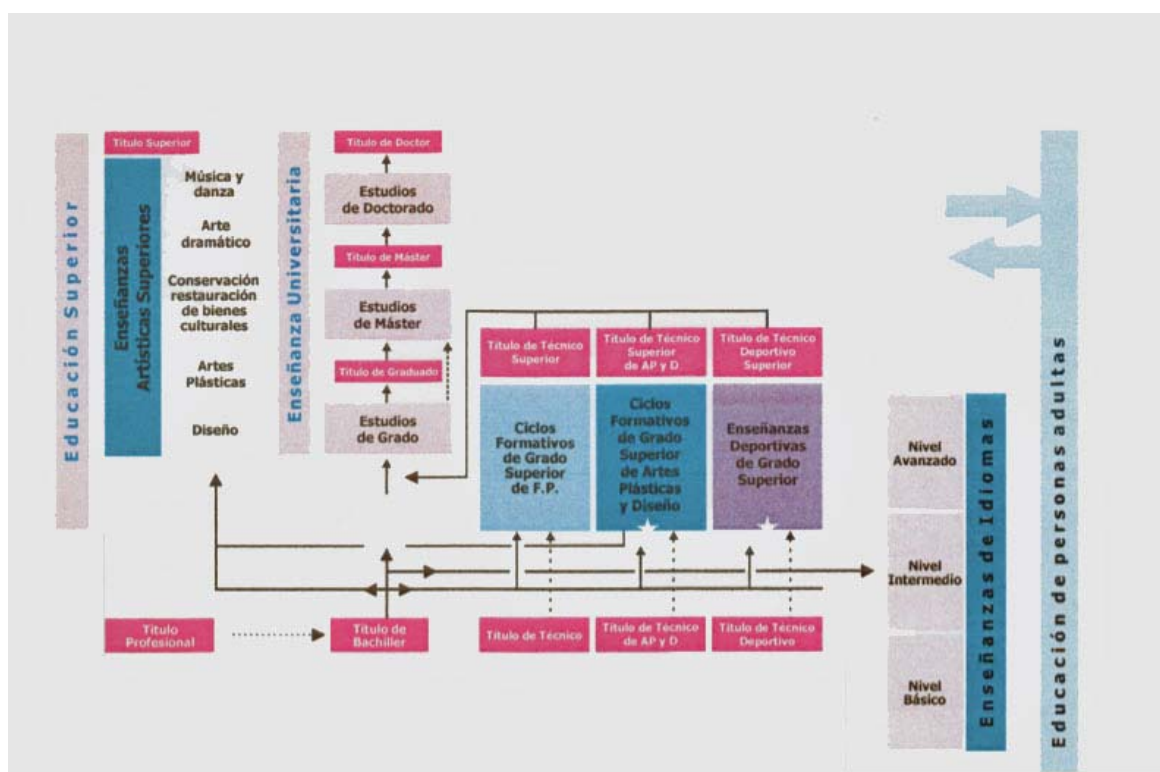 Educación Superior
Título Superior
Enseñanzas
Artísticas Superiores
Música y
danza
Arte
dramático
Conservación
restauración
de bienes
culturales
Artes
Plásticas
Diseño
Enseñanza Universitaria
Título de Doctor
Estudios
de Doctorado
Título de Máster
Estudios
de Máster
Título de Graduado
Estudios
de Grado
Título de Técnico
Superior
Título de Técnico
Superior
de AP y D.
Título de Técnico
Deportivo
Superior
Ciclos
Formativos
de Grado
Superior
de F.P.
Ciclos
Formativos
de Grado
Superior
de Artes
Plásticas
y Diseño
Enseñanzas
Deportivas
de Grado
Superior
Título
Profesional
Título de
Bachiller
Título de Técnico
Título de Técnico
de AP y D
Título de Técnico
Deportivo
Nivel
Avanzado
Nivel
Intermedio
Nivel
Básico
Enseñanzas de Idiomas
Educación de personas adultas